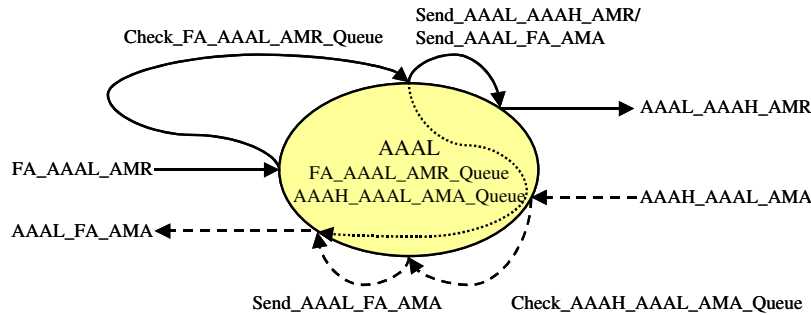 Send_AAAL_AAAH_AMR/
Send_AAAL_FA_AMA
Check_FA_AAAL_AMR_Queue
AAAL_AAAH_AMR
AAAL
FA_AAAL_AMR
FA_AAAL_AMR_Queue
AAAH_AAAL_AMA_Queue
AAAH_AAAL_AMA
AAAL_FA_AMA
Send_AAAL_FA_AMA
Check_AAAH_AAAL_AMA_Queue